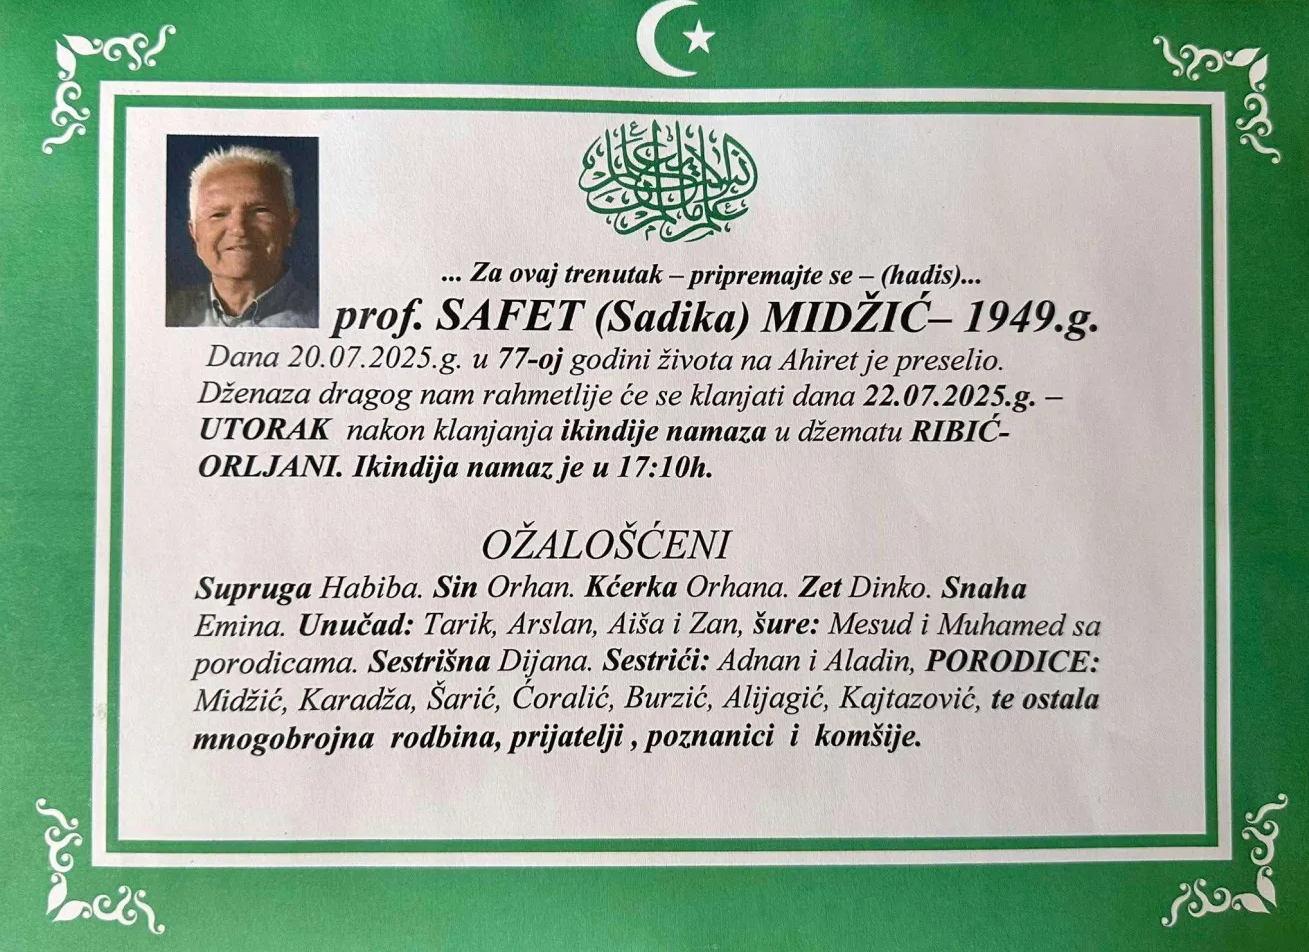 ... Za ovaj trenutak – pripremajte se – (hadis)...
prof. SAFET (Sadika) MIDŽIĆ– 1949.g.
Dana 20.07.2025.g. u 77-oj godini života na Ahiret je preselio.
Dženaza dragog nam rahmetlije će se klanjati dana 22.07.2025.g. –
UTORAK nakon klanjanja ikindije namaza u džematu RIBIĆ-
ORLJANI. Ikindija namaz je u 17:10h.
OŽALOŠĆENI
Supruga Habiba. Sin Orhan. Kćerka Orhana. Zet Dinko. Snaha
Emina. Unučad: Tarik, Arslan, Aiša i Zan, šure: Mesud i Muhamed sa
porodicama. Sestrišna Dijana. Sestrići: Adnan i Aladin, PORODICE:
Midžić, Karadža, Šarić, Ćoralić, Burzić, Alijagić, Kajtazović, te ostala
mnogobrojna rodbina, prijatelji , poznanici i komšije.